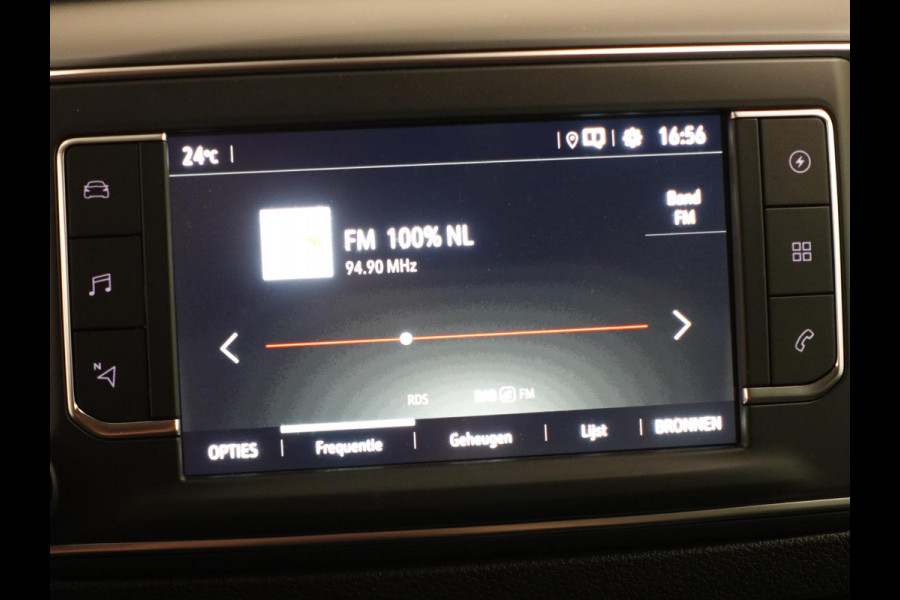 24°C
16:56
Band
FM
FM 100% NL
94.90 MHz
N
RDS
FM
OPTIES
Frequentie
Geheugen
Lijst
BRONNEN